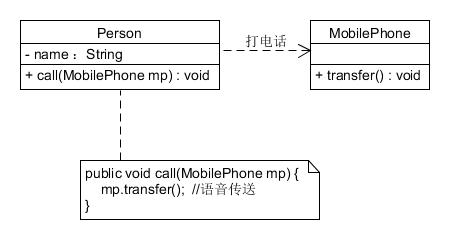 Person
- name：String
+ call(MobilePhone mp) : void
打电话
MobilePhone
+ transfer() : void
public void call(MobilePhone mp) {
mp.transfer(); //语音传送
}